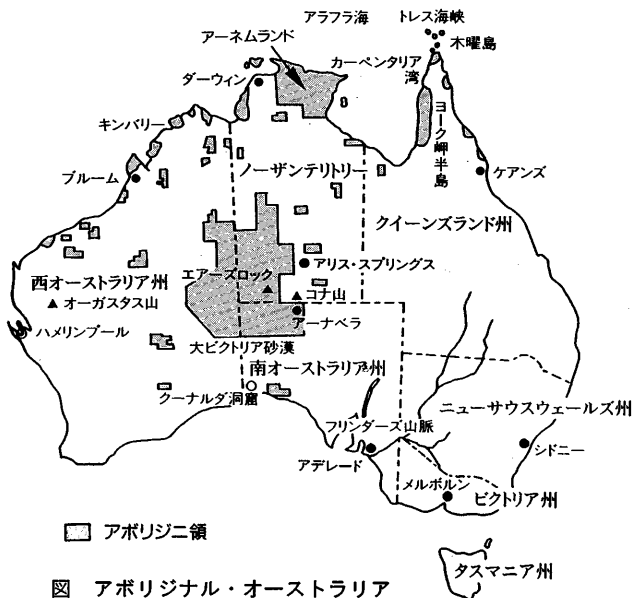 アラフラ海
トレス海峡
木曜島
アーネムランド
カーペンタリア
湾
ダーウィン
ヨーク岬半島
キンバリー
ブルーム
ノーザンテリトリー
ケアンズ
クイーンズランド州
アリス・スプリングス
エアーズロック
コナ山
西オーストラリア州
オーガスタス山
アーナベラ
ハメリンプール
大ビクトリア砂漠
南オーストラリア州
クーナルダ洞窟
ニューサウスウェールズ州
フリンダーズ山脈
シドニー
アデレード
メルボルン
ビクトリア州
アボリジニ領
タスマニア州
図 アボリジナル・オーストラリア